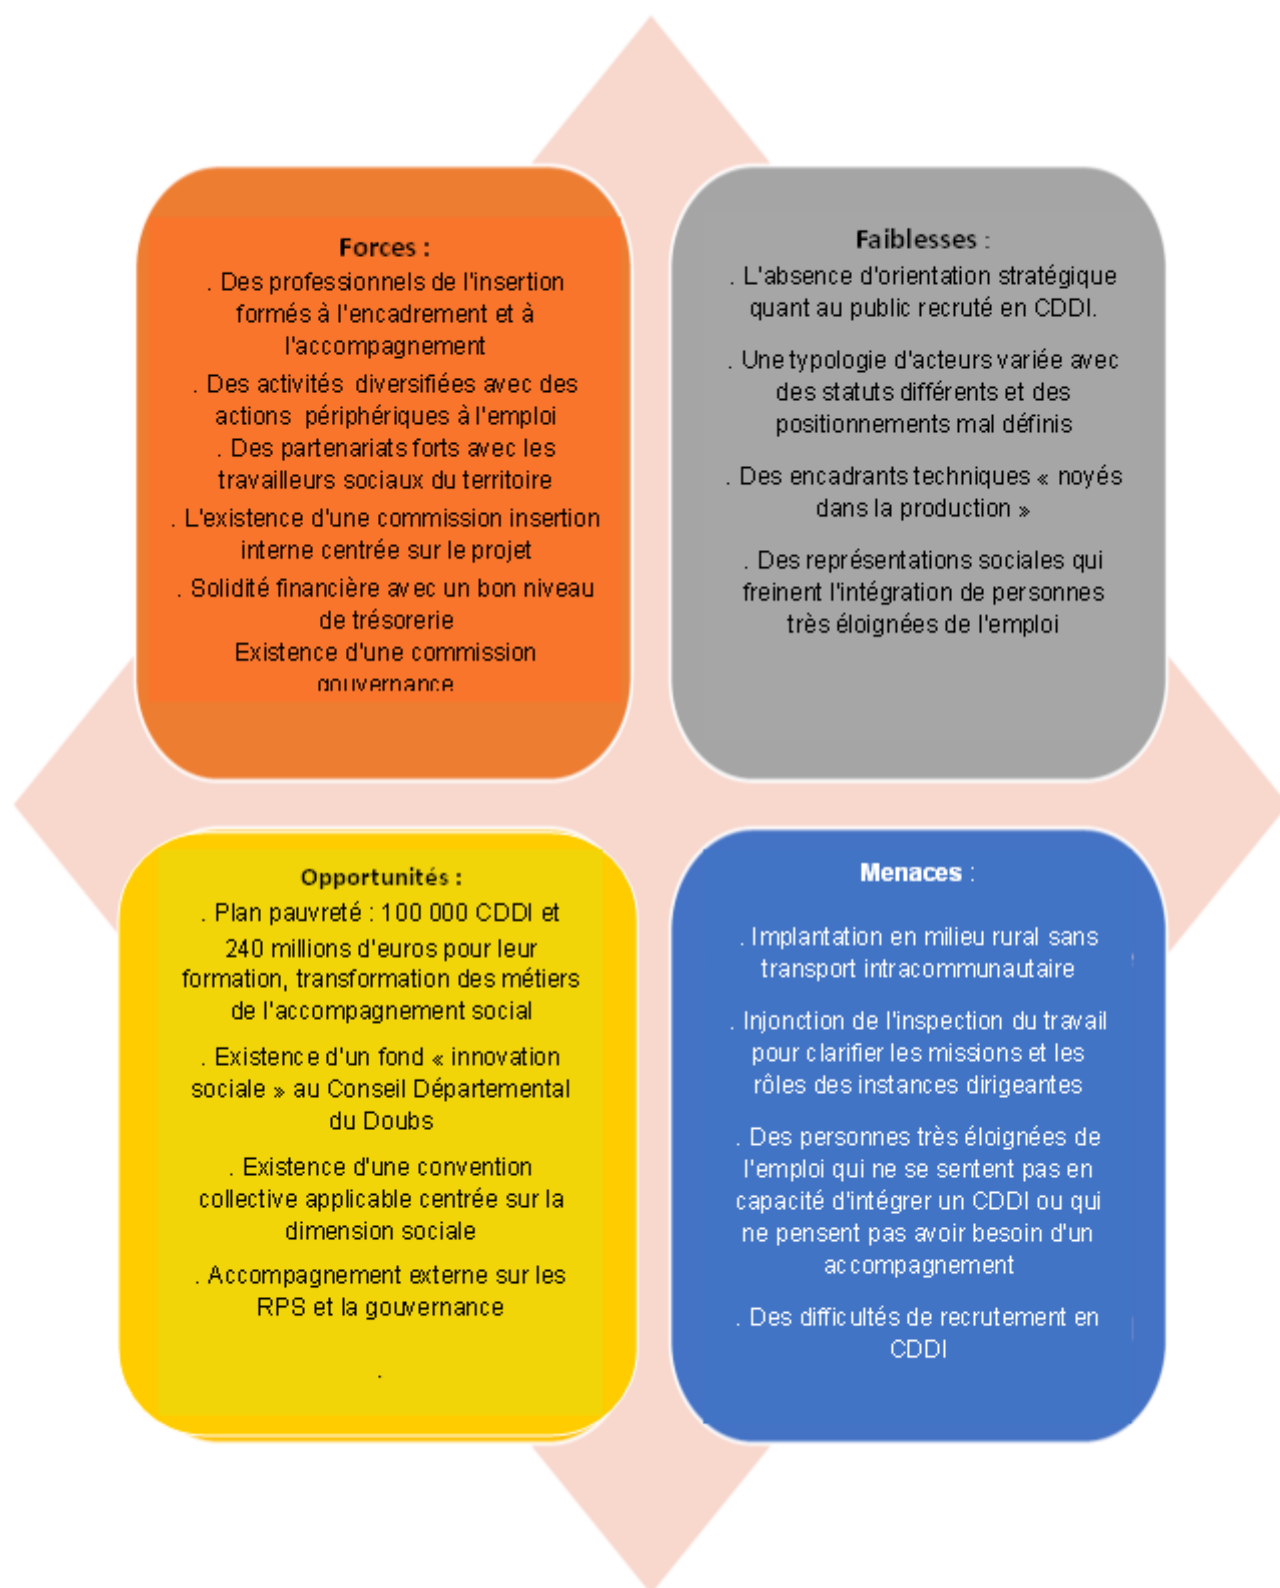 Forces :
. Des professionnels de l'insertion
formés à l'encadrement et à
l'accompagnement
. Des activités diversifiées avec des
actions périphériques à l'emploi
. Des partenariats forts avec les
travailleurs sociaux du territoire
. L'existence d'une commission insertion
interne centrée sur le projet
. Solidité financière avec un bon niveau
de trésorerie
Existence d'une commission
gouvernance
Faiblesses :
. L'absence d'orientation stratégique
quant au public recruté en CDDI.
. Une typologie d'acteurs variée avec
des statuts différents et des
positionnements mal définis
. Des encadrants techniques « noyés
dans la production »
. Des représentations sociales qui
freinent l'intégration de personnes
très éloignées de l'emploi
Opportunités :
. Plan pauvreté : 100 000 CDDI et
240 millions d'euros pour leur
formation, transformation des métiers
de l'accompagnement social
. Existence d'un fond « innovation
sociale » au Conseil Départemental
du Doubs
. Existence d'une convention
collective applicable centrée sur la
dimension sociale
. Accompagnement externe sur les
RPS et la gouvernance
.
Menaces :
. Implantation en milieu rural sans
transport intracommunautaire
. Injonction de l'inspection du travail
pour clarifier les missions et les
rôles des instances dirigeantes
. Des personnes très éloignées de
l'emploi qui ne se sentent pas en
capacité d'intégrer un CDDI ou qui
ne pensent pas avoir besoin d'un
accompagnement
. Des difficultés de recrutement en
CDDI